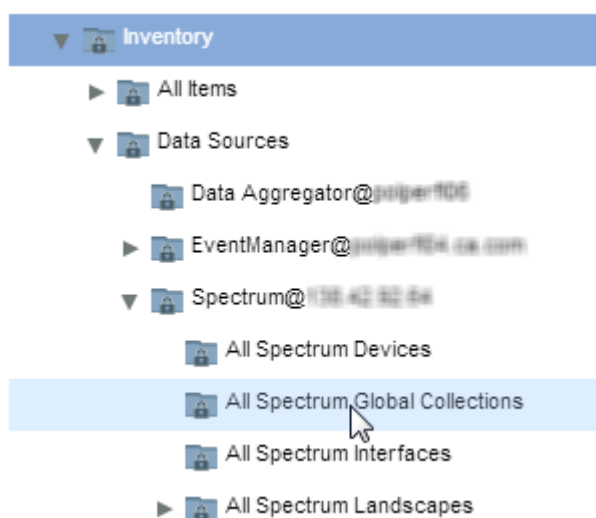 Inventory
All Items
Data Sources
Data Aggregator@
EventManager@
Spectrum@
All Spectrum Devices
All Spectrum Global Collections
All Spectrum Interfaces
All Spectrum Landscapes